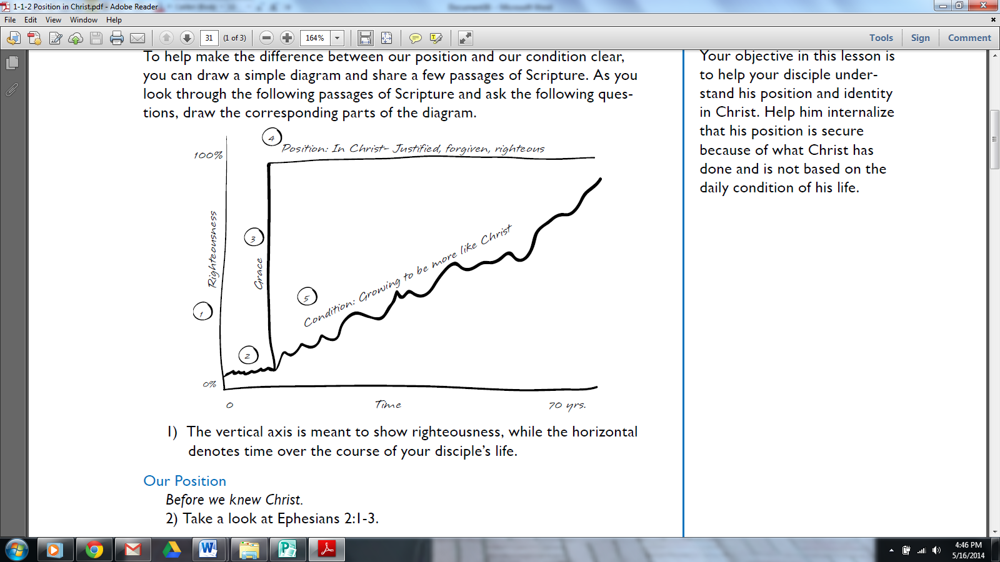 1-1-2 Position in Christ.pdf - Adobe Reader
File Edit View Window Help
31 (1 of 3) 164% Tools Sign Comment
To help make the difference between our position and our condition clear,
you can draw a simple diagram and share a few passages of Scripture. As you
look through the following passages of Scripture and ask the following ques-
tions, draw the corresponding parts of the diagram.
4
Position: In Christ- Justified, forgiven, righteous
100%
Righteousness
3
Grace
Condition: Growing to be more like Christ
5
1
2
0%
0 Time 70 yrs.
1) The vertical axis is meant to show righteousness, while the horizontal
denotes time over the course of your disciple's life.
Our Position
Before we knew Christ.
2) Take a look at Ephesians 2:1-3.
Your objective in this lesson is
to help your disciple under-
stand his position and identity
in Christ. Help him internalize
that his position is secure
because of what Christ has
done and is not based on the
daily condition of his life.
4:46 PM
5/16/2014